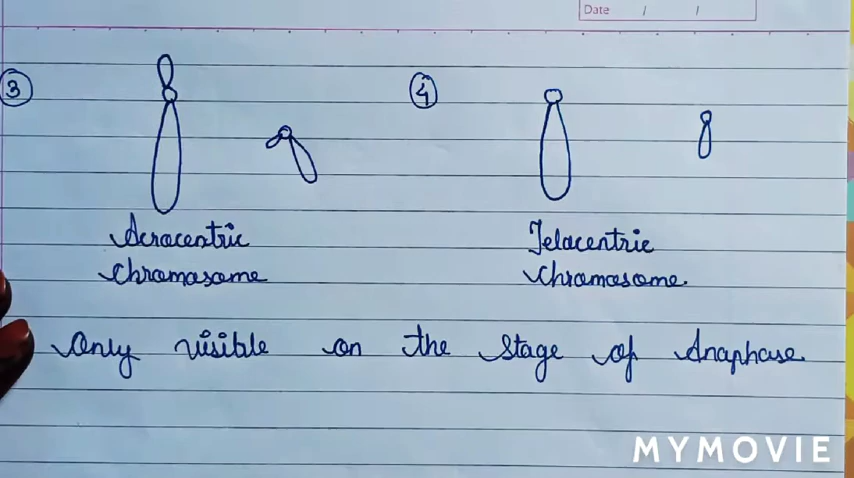 Date / /
3
4
Acrocentric
Chromosome
Telocentric
Chromosome.
Only visible on the stage of Anaphase.
MYMOVIE